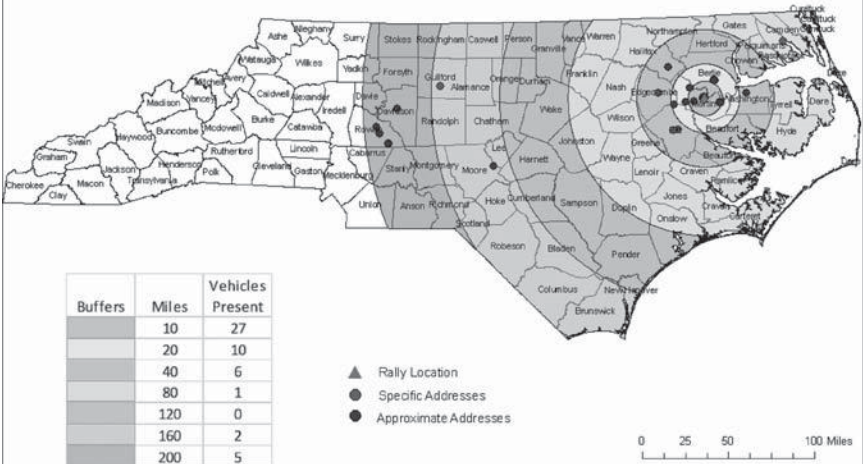 Currituck
Alleghany
Ashe
Surry
Stokes
Rockingham
Caswell
Person
Vance
Warren
Northampton
Gates
Camden
Currituck
Granville
Halifax
Hertford
Chowan
Watauga
Wilkes
Yadkin
Forsyth
Guilford
Alamance
Orange
Durham
Franklin
Nash
Edgecombe
Bertie
Mitchell
Avery
Yancey
Caldwell
Alexander
Iredell
Davie
Davidson
Randolph
Chatham
Wake
Wilson
Martin
Washington
Tyrrell
Dare
Madison
Buncombe
Mcdowell
Burke
Catawba
Rowan
Johnston
Greene
Beaufort
Hyde
Swain
Haywood
Rutherford
Lincoln
Cabarrus
Lee
Harnett
Wayne
Graham
Jackson
Henderson
Polk
Cleveland
Gaston
Mecklenburg
Stanly
Montgomery
Moore
Lenoir
Craven
Beaufort
Pamlico
Cherokee
Macon
Clay
Transylvania
Union
Anson
Richmond
Hoke
Cumberland
Sampson
Duplin
Jones
Craven
Carteret
Scotland
Onslow
Robeson
Bladen
Pender
Columbus
New Hanover
Brunswick
Buffers Miles Vehicles Present
10 27
20 10
40 6
80 1
120 0
160 2
200 5
Rally Location
Specific Addresses
Approximate Addresses
0 25 50 100 Miles